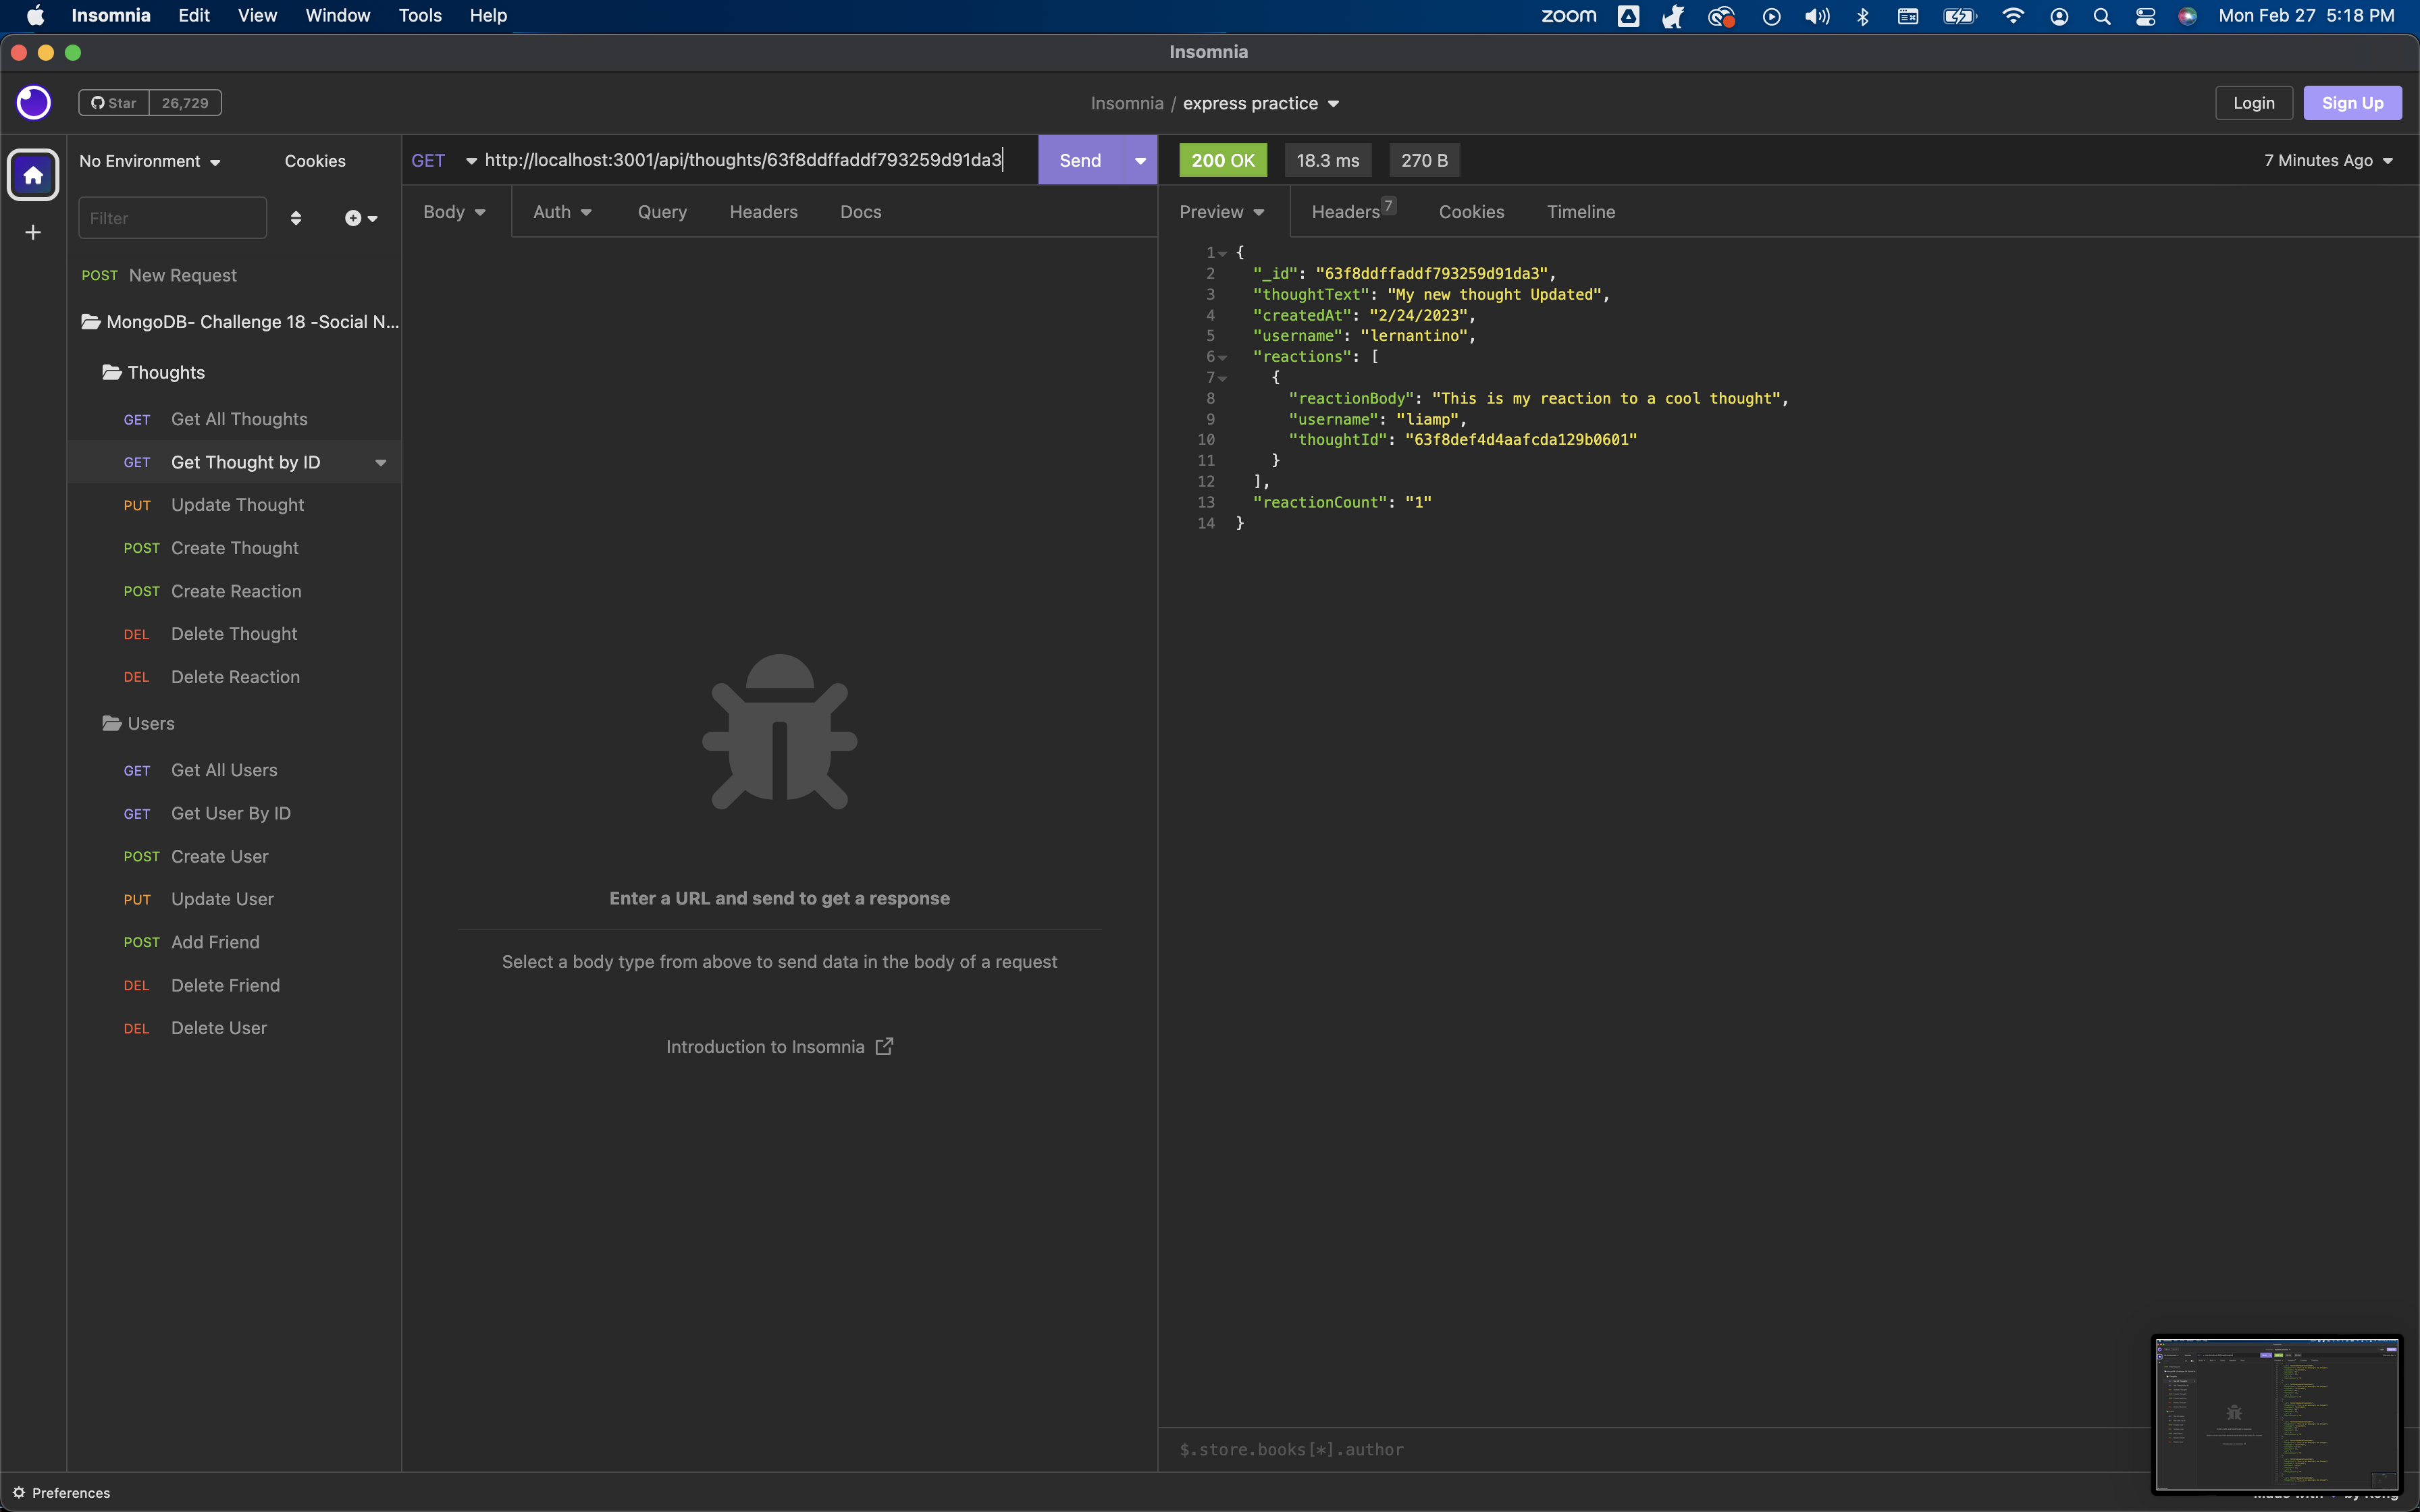 Insomnia Edit View Window Tools Help zoom Mon Feb 27 5:18 PM
Insomnia
Star 26,729 Insomnia / express practice Login Sign Up
No Environment Cookies
Filter
POST New Request
MongoDB- Challenge 18 -Social N...
Thoughts
GET Get All Thoughts
GET Get Thought by ID
PUT Update Thought
POST Create Thought
POST Create Reaction
DEL Delete Thought
DEL Delete Reaction
Users
GET Get All Users
GET Get User By ID
POST Create User
PUT Update User
POST Add Friend
DEL Delete Friend
DEL Delete User
GET http://localhost:3001/api/thoughts/63f8ddffaddf793259d91da3 Send
Body Auth Query Headers Docs
Enter a URL and send to get a response
Select a body type from above to send data in the body of a request
Introduction to Insomnia
200 OK 18.3 ms 270 B 7 Minutes Ago
Preview Headers 7 Cookies Timeline
1 {
2 "_id": "63f8ddffaddf793259d91da3",
3 "thoughtText": "My new thought Updated",
4 "createdAt": "2/24/2023",
5 "username": "lernantino",
6 "reactions": [
7 {
8 "reactionBody": "This is my reaction to a cool thought",
9 "username": "liamp",
10 "thoughtId": "63f8def4d4aafcda129b0601"
11 }
12 ],
13 "reactionCount": "1"
14 }
$.store.books[*].author
Preferences